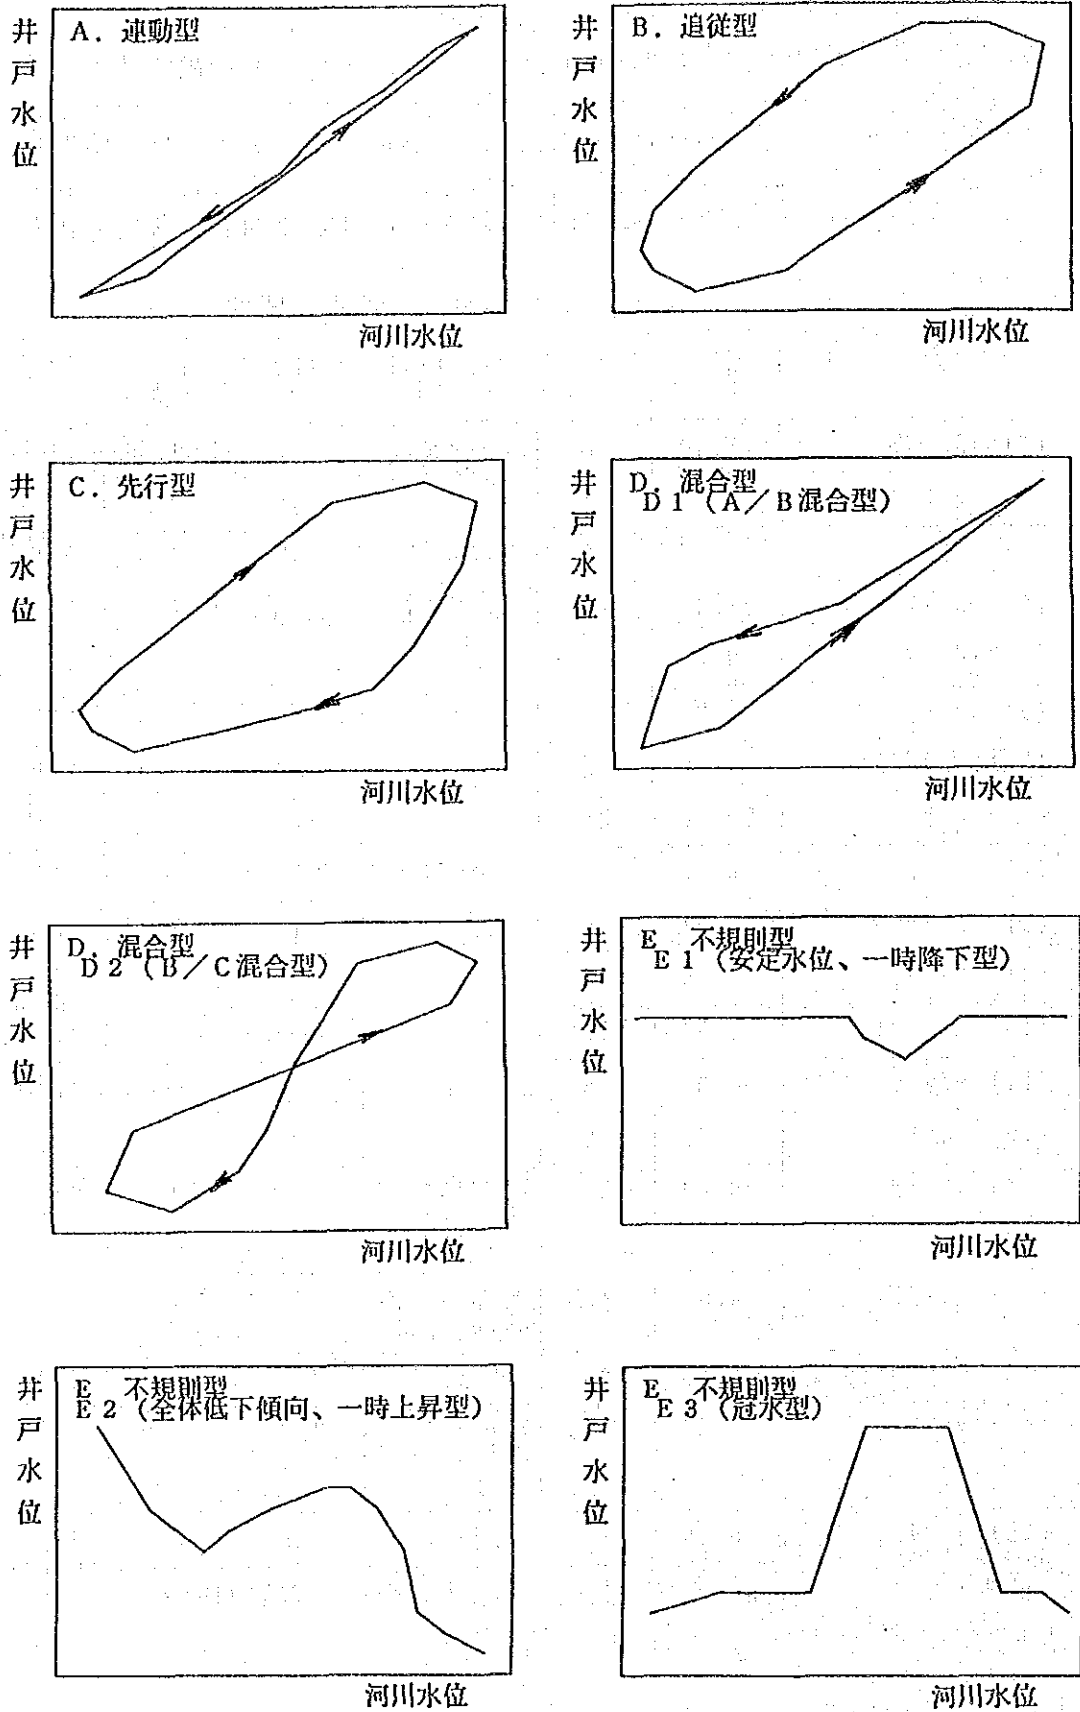 A. 連動型
井戸水位
河川水位
B. 追従型
井戸水位
河川水位
C. 先行型
井戸水位
河川水位
D. 混合型
D1 (A/B混合型)
井戸水位
河川水位
D. 混合型
D2 (B/C混合型)
井戸水位
河川水位
E 不規則型
E1 (安定水位、一時降下型)
井戸水位
河川水位
E 不規則型
E2 (全体低下傾向、一時上昇型)
井戸水位
河川水位
E 不規則型
E3 (冠水型)
井戸水位
河川水位